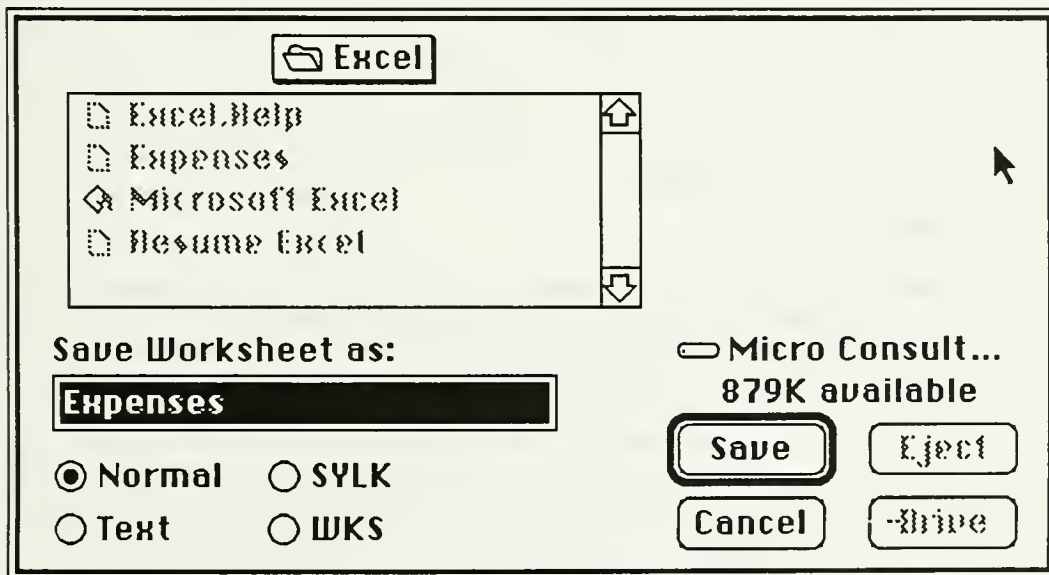 Excel
Excel.Help
Expenses
Microsoft Excel
Resume Excel
Save Worksheet as:
Micro Consult...
Expenses
879K available
Save
Eject
Normal
SYLK
Text
WKS
Cancel
Drive